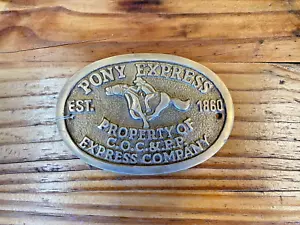 PONY EXPRESS
EST. 1860
PROPERTY OF
C.O.C.&P.P.
EXPRESS COMPANY